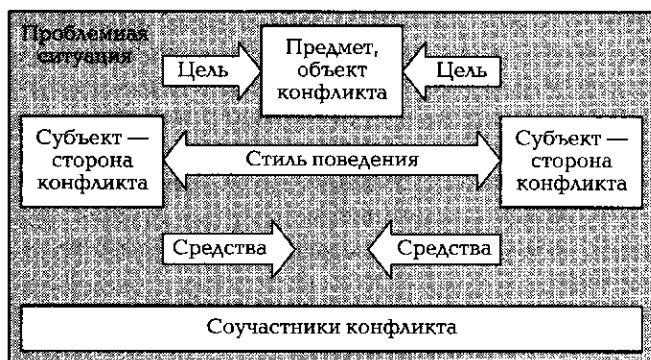 Проблемная
ситуация
Предмет,
объект
конфликта
Цель
Цель
Субъект —
сторона
конфликта
Стиль поведения
Субъект —
сторона
конфликта
Средства
Средства
Соучастники конфликта